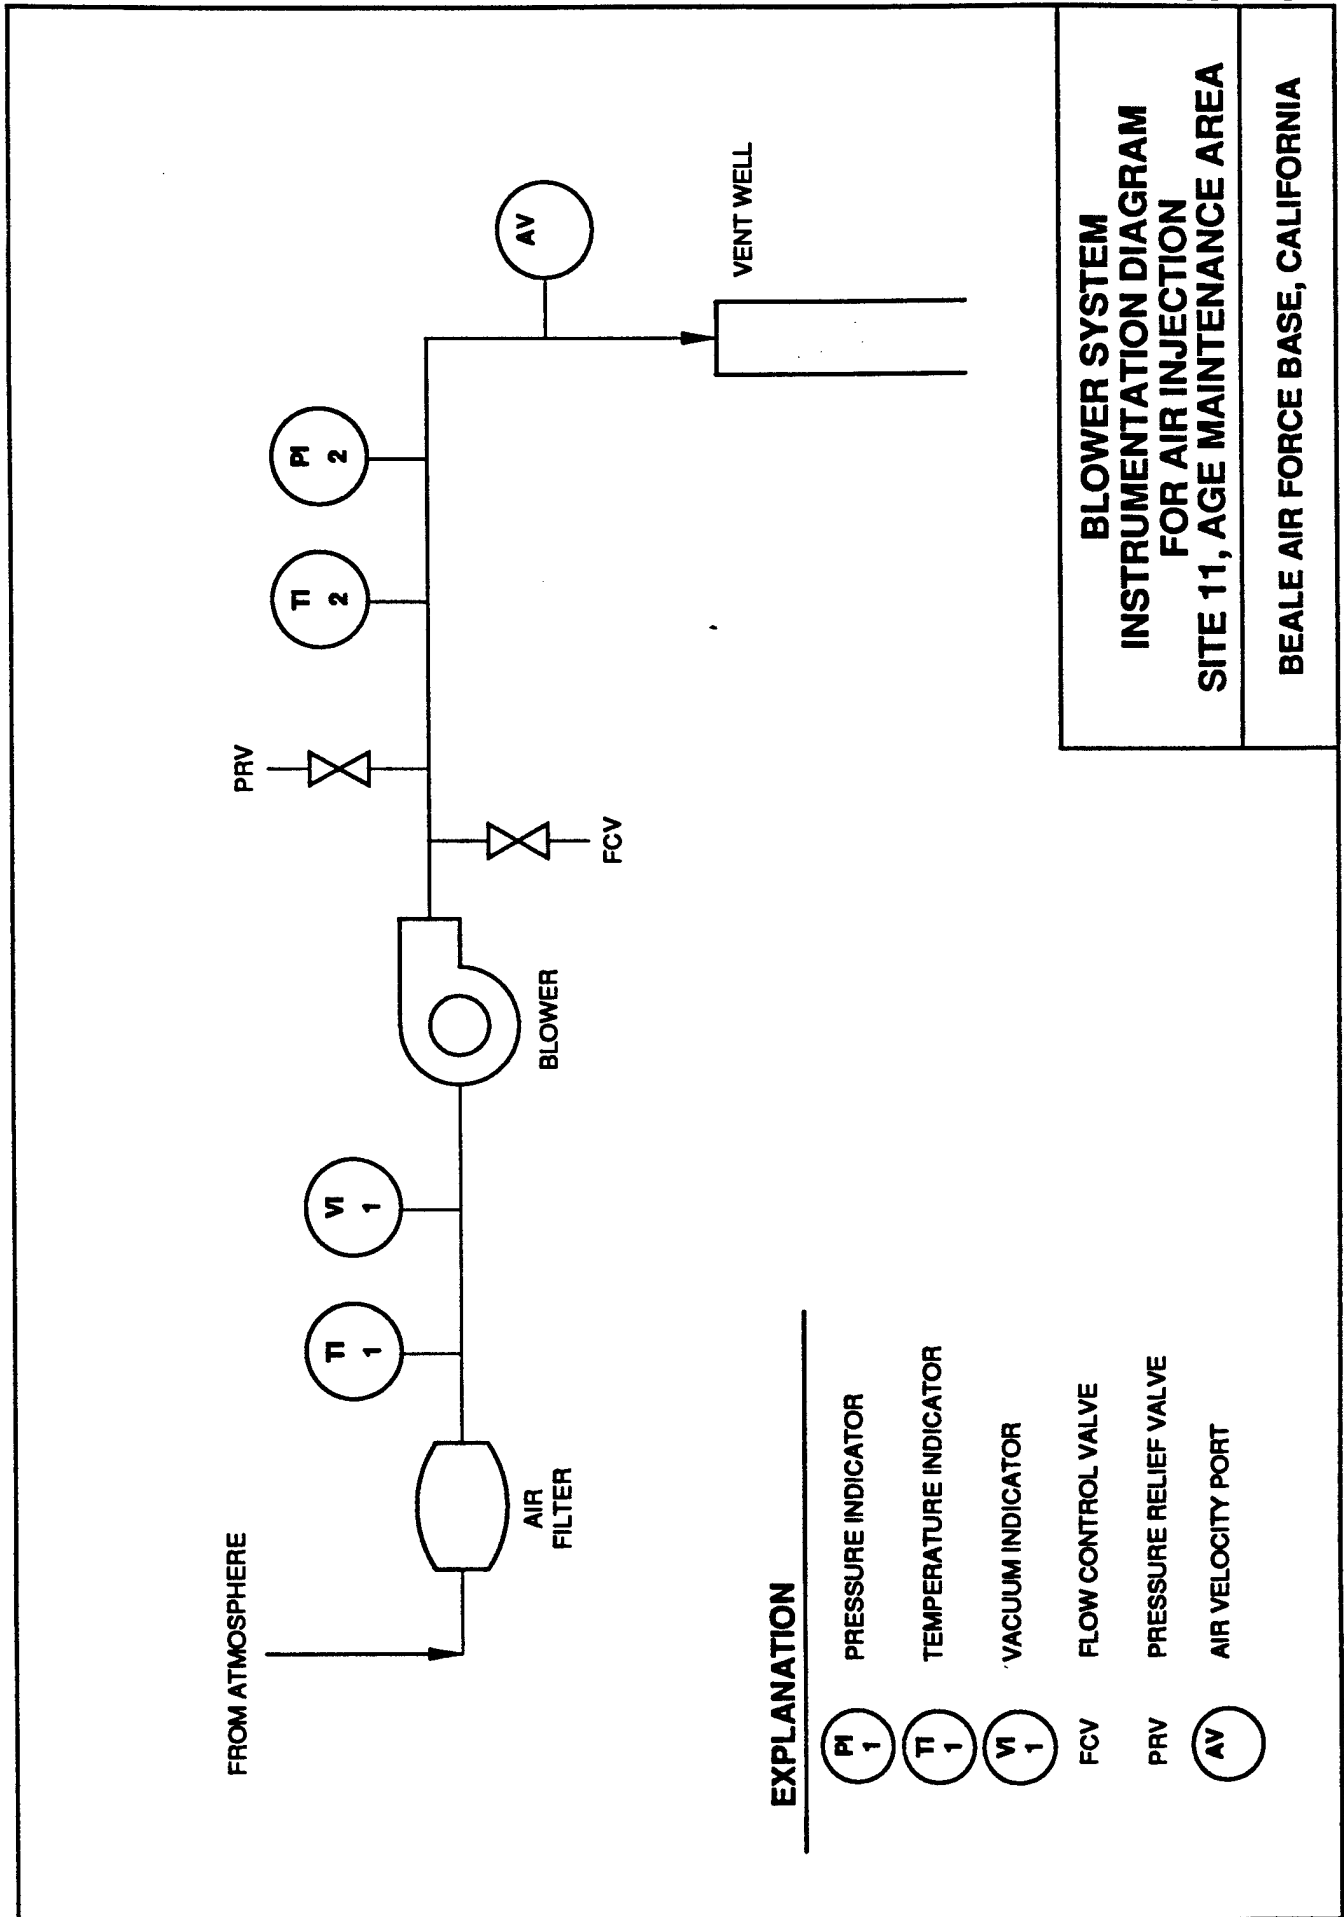 FROM ATMOSPHERE
AIR
FILTER
TI
1
VI
1
BLOWER
FCV
PRV
TI
2
PI
2
AV
VENT WELL
EXPLANATION
PI
1
PRESSURE INDICATOR
TI
1
TEMPERATURE INDICATOR
VI
1
VACUUM INDICATOR
FCV FLOW CONTROL VALVE
PRV PRESSURE RELIEF VALVE
AV AIR VELOCITY PORT
BLOWER SYSTEM
INSTRUMENTATION DIAGRAM
FOR AIR INJECTION
SITE 11, AGE MAINTENANCE AREA
BEALE AIR FORCE BASE, CALIFORNIA